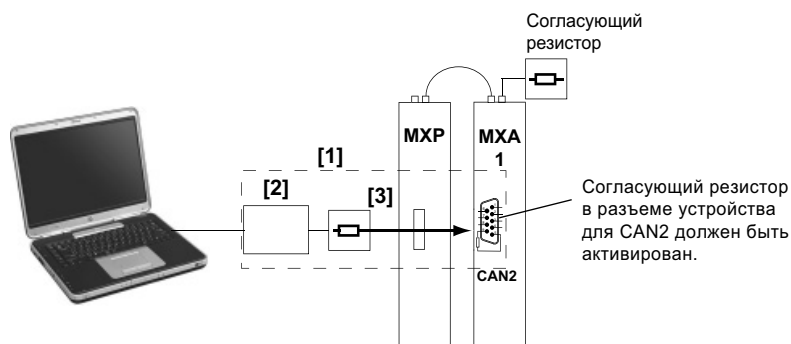 Согласующий
резистор
MXP
MXA
1
[1]
[2]
[3]
Согласующий резистор
в разъеме устройства
для CAN2 должен быть
активирован.
CAN2